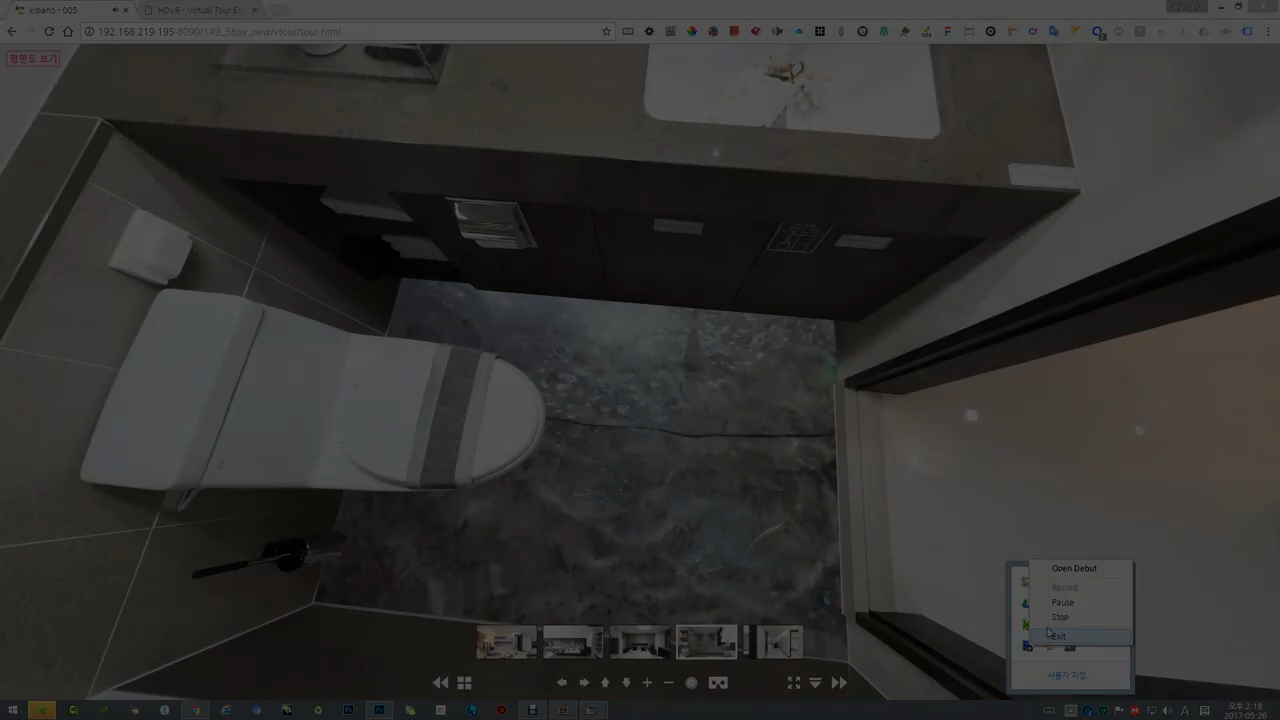 krpano - 005
HDVR - Virtual Tour Es
192.168.219.195:8090/149_56py_new/vtour/tour.html
평면도 보기
Open Debut
Record
Pause
Stop
Exit
사용자 지정...
오후 2:18
2017-05-26